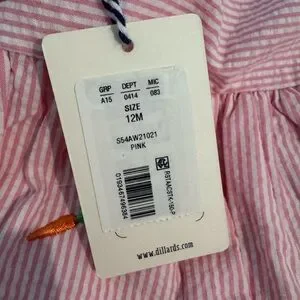 GRP DEPT MIC
A15 0414 083
SIZE
12M
S54AW21021
PINK
www.dillards.com